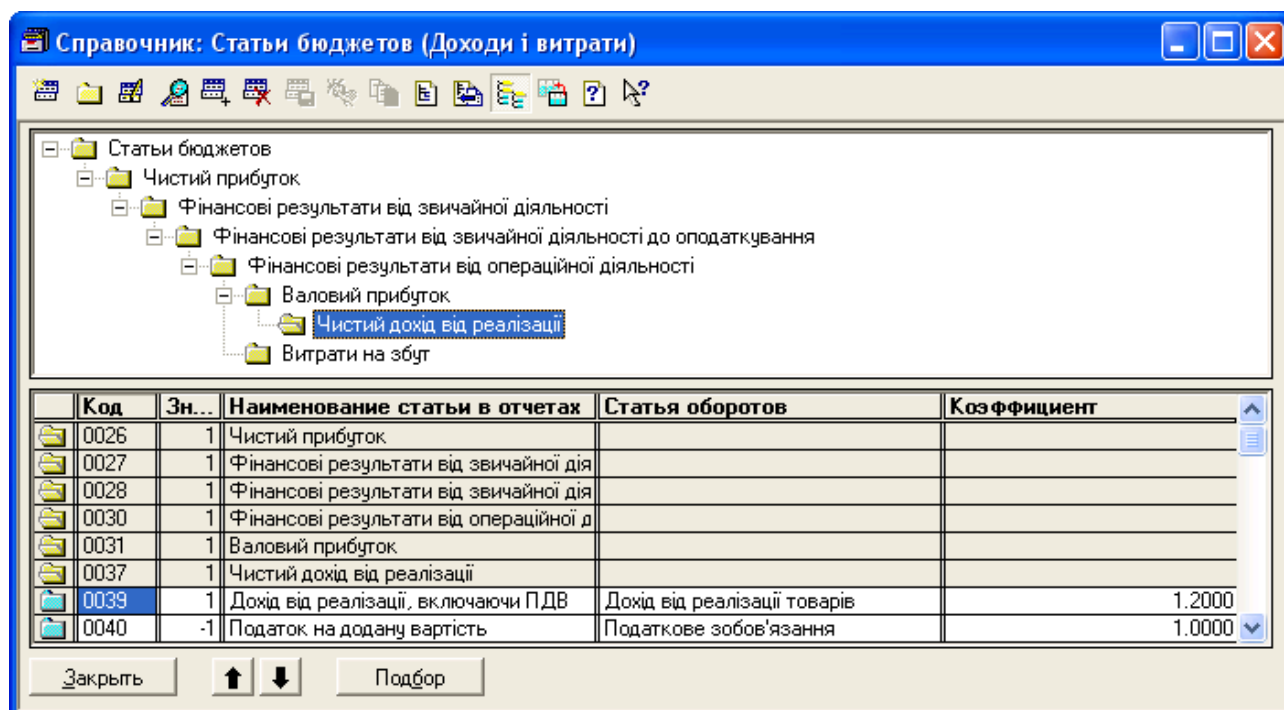 Справочник: Статьи бюджетов (Доходи і витрати)
Статьи бюджетов
Чистий прибуток
Фінансові результати від звичайної діяльності
Фінансові результати від звичайної діяльності до оподаткування
Фінансові результати від операційної діяльності
Валовий прибуток
Чистий дохід від реалізації
Витрати на збут
Код Зн... Наименование статьи в отчетах Статья оборотов Коэффициент
0026 1 Чистий прибуток
0027 1 Фінансові результати від звичайної дія
0028 1 Фінансові результати від звичайної дія
0030 1 Фінансові результати від операційної д
0031 1 Валовий прибуток
0037 1 Чистий дохід від реалізації
0039 1 Дохід від реалізації, включаючи ПДВ Дохід від реалізації товарів 1.2000
0040 -1 Податок на додану вартість Податкове зобов'язання 1.0000
Закрыть Подбор